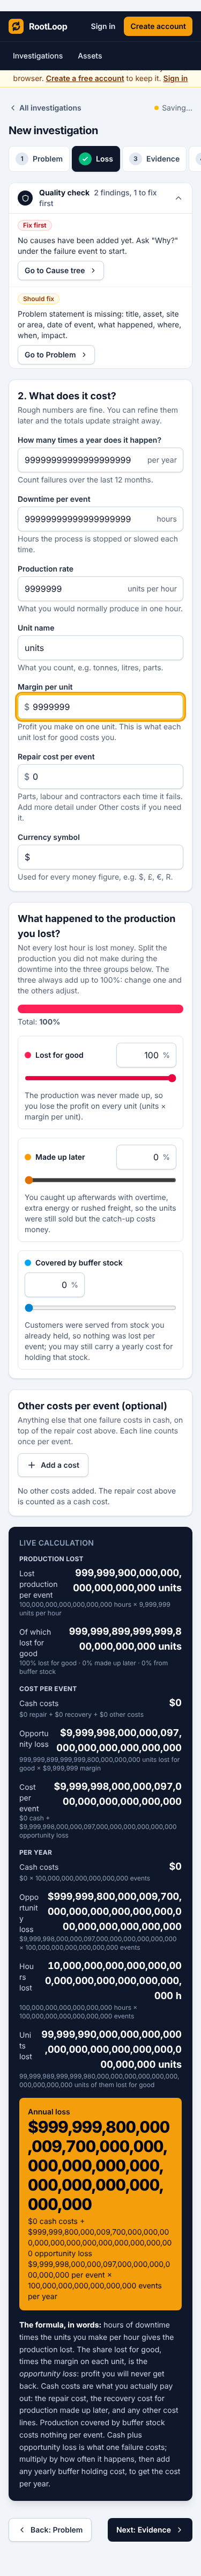 RootLoop
Sign in
Create account
Investigations
Assets
browser. Create a free account to keep it. Sign in
All investigations
Saving...
New investigation
1 Problem
Loss
3 Evidence
Quality check 2 findings, 1 to fix
first
Fix first
No causes have been added yet. Ask "Why?"
under the failure event to start.
Go to Cause tree
Should fix
Problem statement is missing: title, asset, site
or area, date of event, what happened, where,
when, impact.
Go to Problem
2. What does it cost?
Rough numbers are fine. You can refine them
later and the totals update straight away.
How many times a year does it happen?
99999999999999999999 per year
Count failures over the last 12 months.
Downtime per event
99999999999999999999 hours
Hours the process is stopped or slowed each
time.
Production rate
9999999 units per hour
What you would normally produce in one hour.
Unit name
units
What you count, e.g. tonnes, litres, parts.
Margin per unit
$ 9999999
Profit you make on one unit. This is what each
unit lost for good costs you.
Repair cost per event
$ 0
Parts, labour and contractors each time it fails.
Add more detail under Other costs if you need
it.
Currency symbol
$
Used for every money figure, e.g. $, £, €, R.
What happened to the production
you lost?
Not every lost hour is lost money. Split the
production you did not make during the
downtime into the three groups below. The
three always add up to 100%: change one and
the others adjust.
Total: 100%
Lost for good
100 %
The production was never made up, so
you lose the profit on every unit (units ×
margin per unit).
Made up later
0 %
You caught up afterwards with overtime,
extra energy or rushed freight, so the units
were still sold but the catch-up costs
money.
Covered by buffer stock
0 %
Customers were served from stock you
already held, so nothing was lost per
event; you may still carry a yearly cost for
holding that stock.
Other costs per event (optional)
Anything else that one failure costs in cash, on
top of the repair cost above. Each line counts
once per event.
Add a cost
No other costs added. The repair cost above
is counted as a cash cost.
LIVE CALCULATION
PRODUCTION LOST
Lost
production
per event
999,999,900,000,000,
000,000,000,000 units
100,000,000,000,000,000,000 hours × 9,999,999
units per hour
Of which
lost for
good
999,999,899,999,999,8
00,000,000,000 units
100% lost for good · 0% made up later · 0% from
buffer stock
COST PER EVENT
Cash costs
$0
$0 repair + $0 recovery + $0 other costs
Opportu
nity loss
$9,999,998,000,000,097,
000,000,000,000,000,000
999,999,899,999,999,800,000,000,000 units lost for
good × $9,999,999 margin
Cost
per
event
$9,999,998,000,000,097,0
00,000,000,000,000,000
$0 cash +
$9,999,998,000,000,097,000,000,000,000,000,000
opportunity loss
PER YEAR
Cash costs
$0
$0 × 100,000,000,000,000,000,000 events
Oppo
rtunit
y
loss
$999,999,800,000,009,700,
000,000,000,000,000,000,0
00,000,000,000,000,000
$9,999,998,000,000,097,000,000,000,000,000,000
× 100,000,000,000,000,000,000 events
Hou
rs
lost
10,000,000,000,000,000,00
0,000,000,000,000,000,000,
000 h
100,000,000,000,000,000,000 hours ×
100,000,000,000,000,000,000 events
Uni
ts
lost
99,999,990,000,000,000,000
,000,000,000,000,000,000,0
00,000,000 units
99,999,989,999,999,980,000,000,000,000,000,000,
000,000,000,000 units of them lost for good
Annual loss
$999,999,800,000
,009,700,000,000,
000,000,000,000,
000,000,000,000,
000,000
$0 cash costs +
$999,999,800,000,009,700,000,000,00
0,000,000,000,000,000,000,000,000,00
0 opportunity loss
$9,999,998,000,000,097,000,000,000,0
00,000,000 per event ×
100,000,000,000,000,000,000 events
per year
The formula, in words: hours of downtime
times the units you make per hour gives the
production lost. The share lost for good,
times the margin on each unit, is the
opportunity loss: profit you will never get
back. Cash costs are what you actually pay
out: the repair cost, the recovery cost for
production made up later, and any other cost
lines. Production covered by buffer stock
costs nothing per event. Cash plus
opportunity loss is what one failure costs;
multiply by how often it happens, then add
any yearly buffer holding cost, to get the cost
per year.
Back: Problem
Next: Evidence